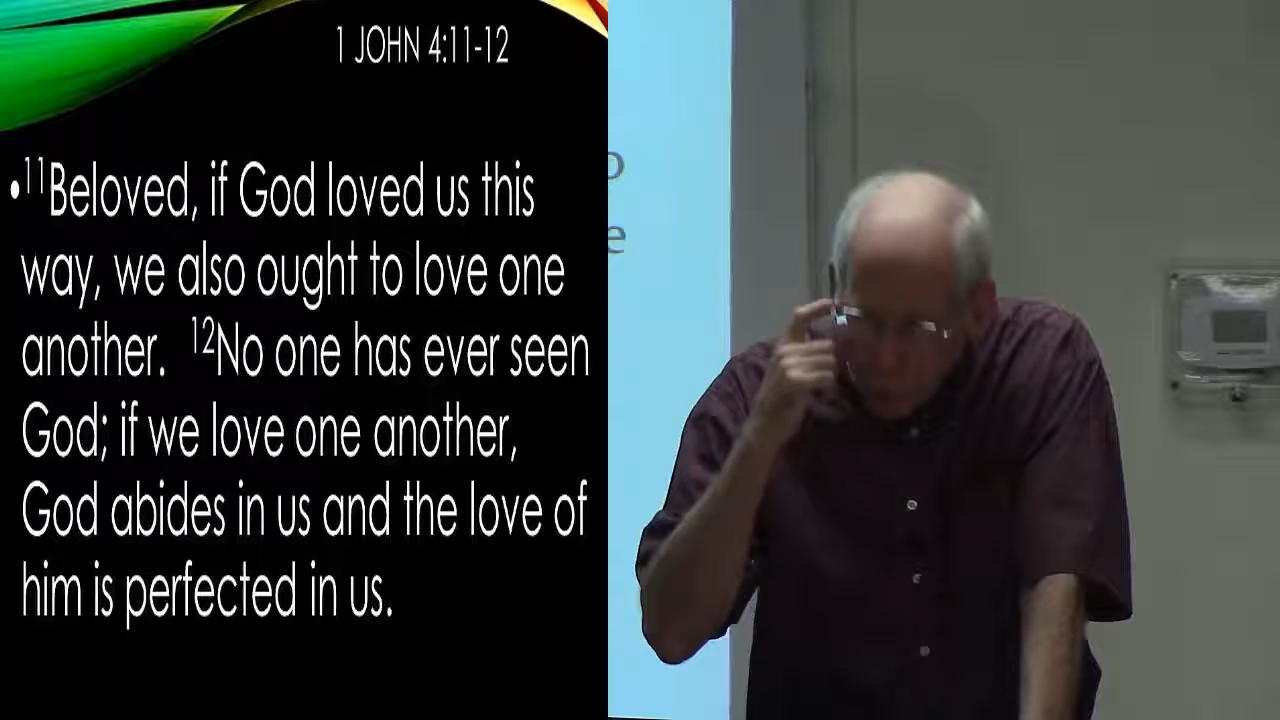 1 JOHN 4:11-12
•11Beloved, if God loved us this
way, we also ought to love one
another. 12No one has ever seen
God; if we love one another,
God abides in us and the love of
him is perfected in us.
o
e